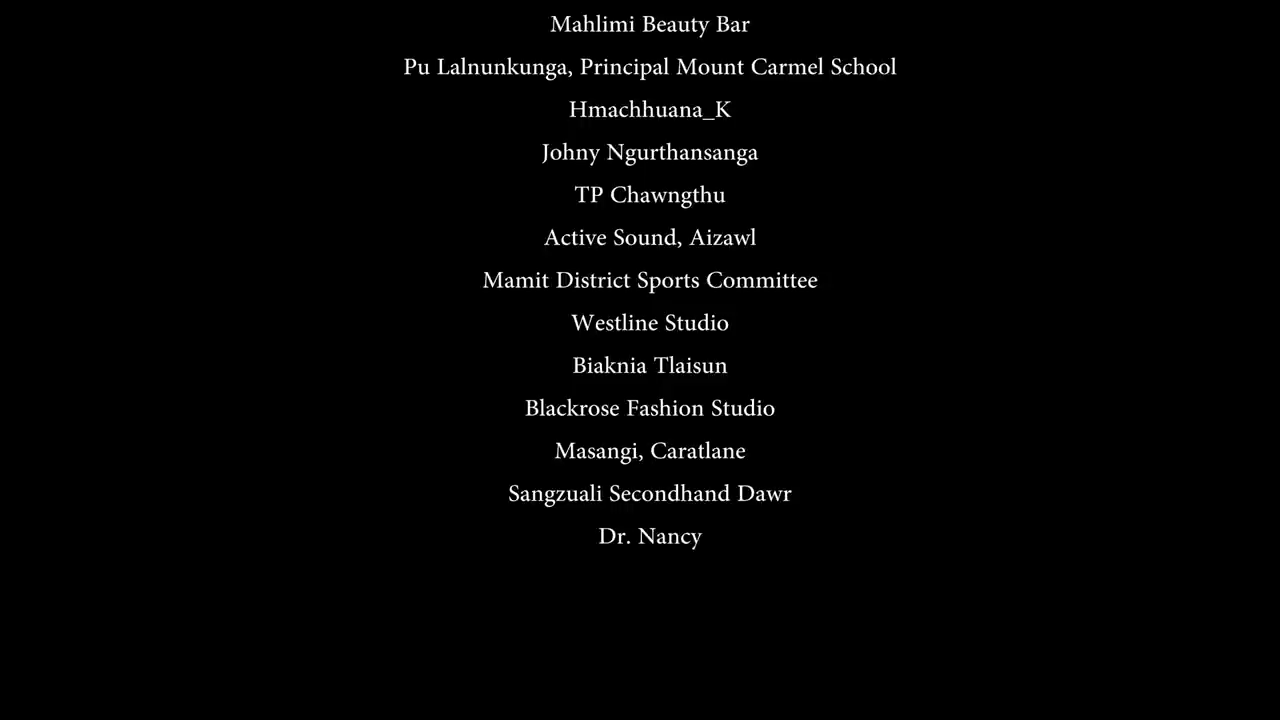 Mahlimi Beauty Bar
Pu Lalnunkunga, Principal Mount Carmel School
Hmachhuana_K
Johny Ngurthansanga
TP Chawngthu
Active Sound, Aizawl
Mamit District Sports Committee
Westline Studio
Biaknia Tlaisun
Blackrose Fashion Studio
Masangi, Caratlane
Sangzuali Secondhand Dawr
Dr. Nancy